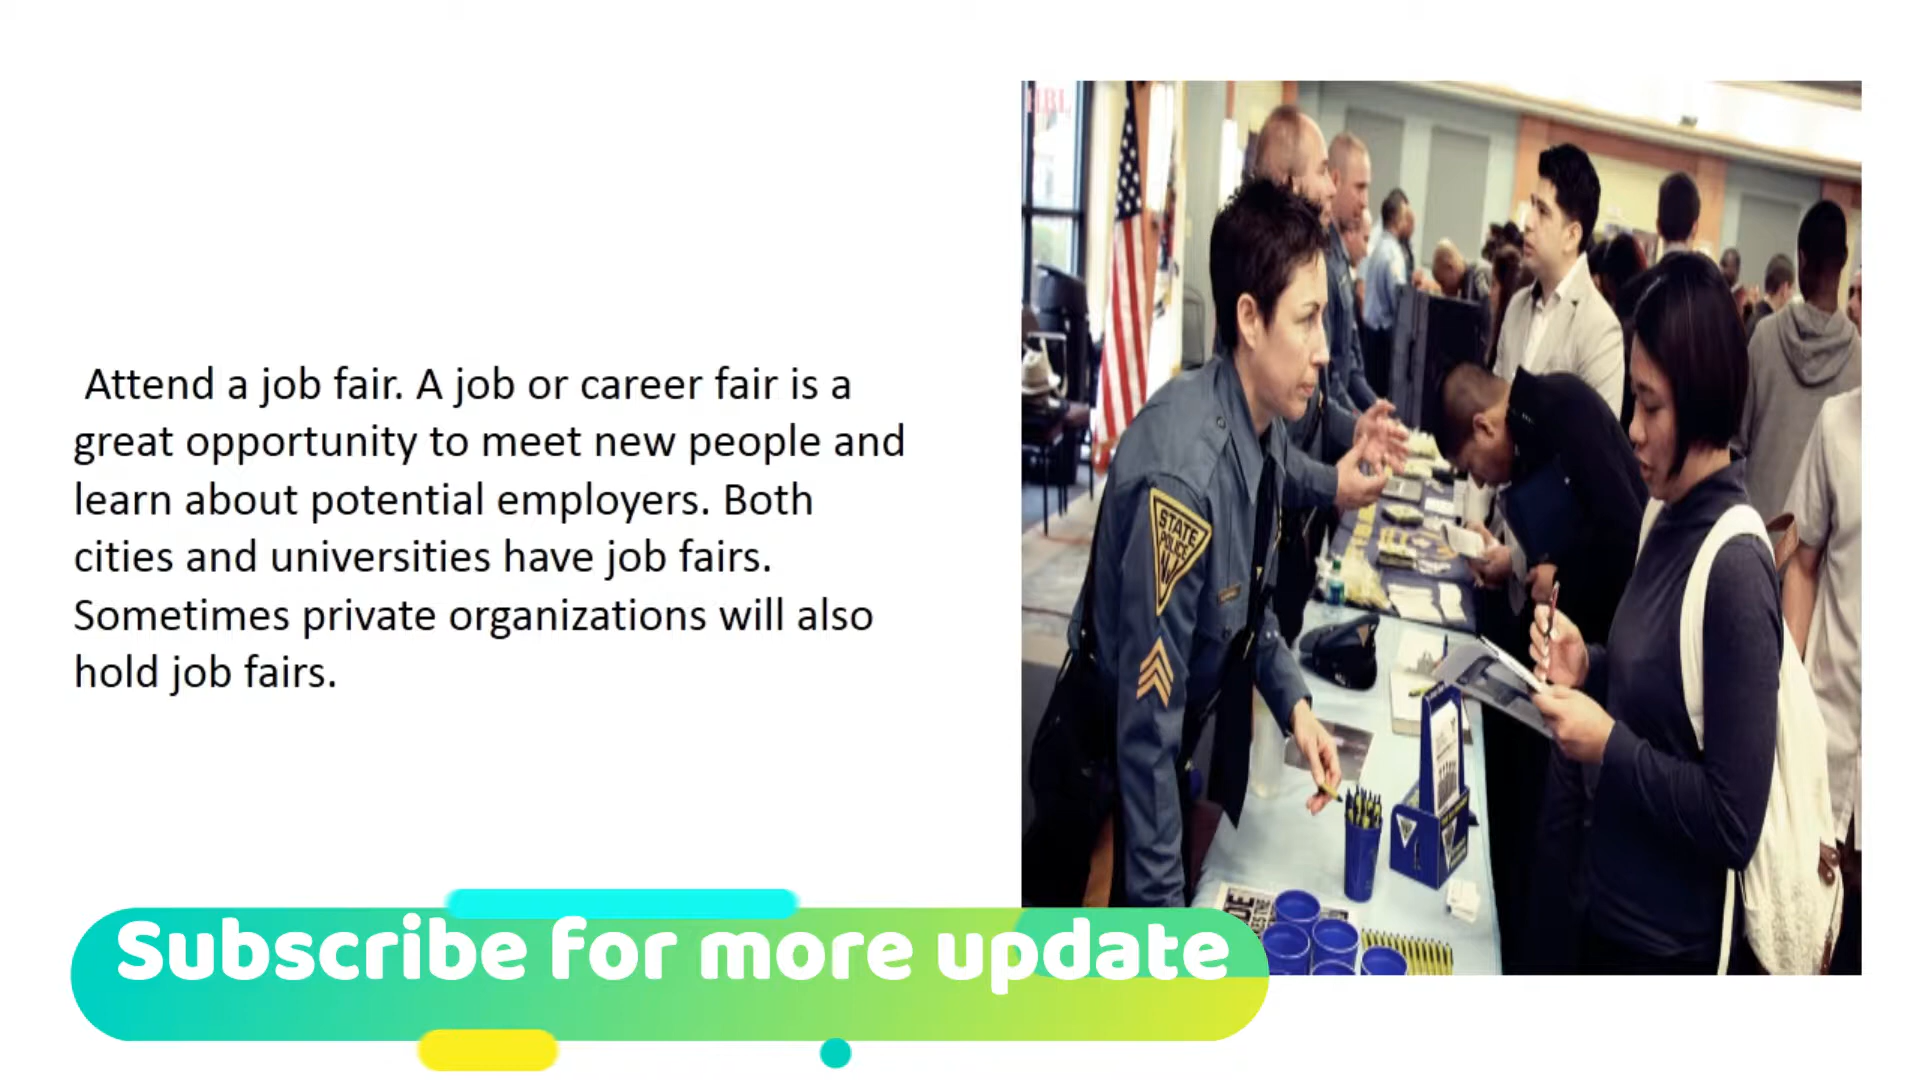 HBL
Attend a job fair. A job or career fair is a
great opportunity to meet new people and
learn about potential employers. Both
cities and universities have job fairs.
Sometimes private organizations will also
hold job fairs.
STATE
POLICE
NJ
Subscribe for more update